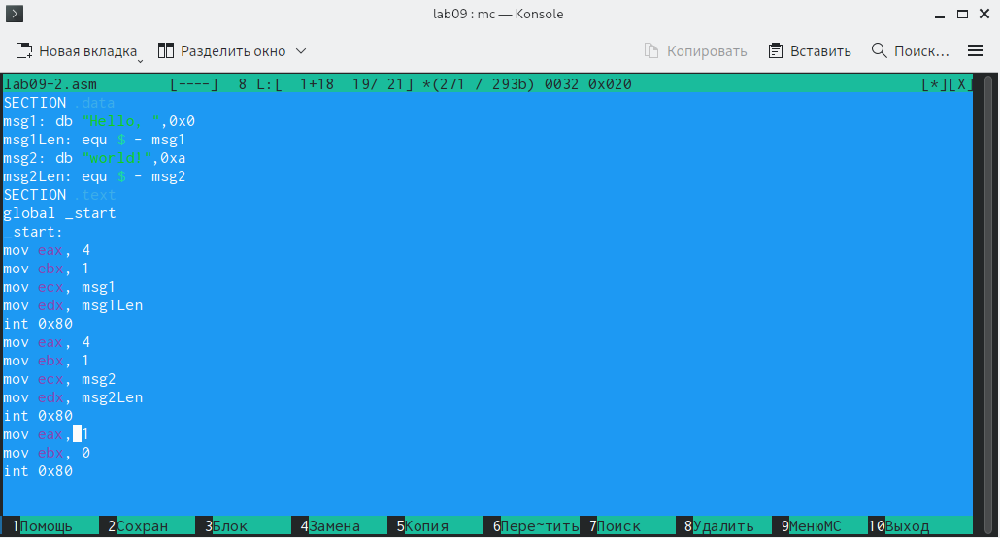 lab09 : mc — Konsole
Новая вкладка Разделить окно Копировать Вставить Поиск...
lab09-2.asm [----] 8 L:[ 1+18 19/ 21] *(271 / 293b) 0032 0x020 [*][X]
SECTION .data
msg1: db "Hello, ",0x0
msg1Len: equ $ - msg1
msg2: db "world!",0xa
msg2Len: equ $ - msg2
SECTION .text
global _start
_start:
mov eax, 4
mov ebx, 1
mov ecx, msg1
mov edx, msg1Len
int 0x80
mov eax, 4
mov ebx, 1
mov ecx, msg2
mov edx, msg2Len
int 0x80
mov eax, 1
mov ebx, 0
int 0x80
1Помощь 2Сохран 3Блок 4Замена 5Копия 6Пере~тить 7Поиск 8Удалить 9МенюMC 10Выход